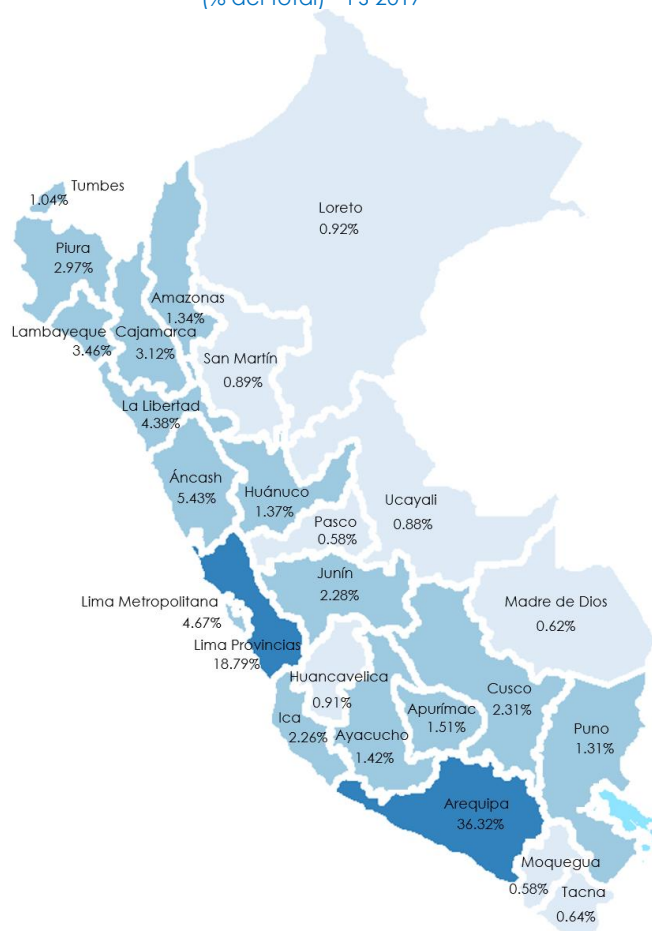 (% del total) - T3 2017
Tumbes
1.04%
Loreto
0.92%
Piura
2.97%
Amazonas
1.34%
Lambayeque
3.46%
Cajamarca
3.12%
San Martín
0.89%
La Libertad
4.38%
Áncash
5.43%
Huánuco
1.37%
Ucayali
0.88%
Pasco
0.58%
Junín
2.28%
Lima Metropolitana
4.67%
Madre de Dios
0.62%
Lima Provincias
18.79%
Huancavelica
0.91%
Cusco
2.31%
Apurímac
1.51%
Ica
2.26%
Ayacucho
1.42%
Puno
1.31%
Arequipa
36.32%
Moquegua
0.58%
Tacna
0.64%